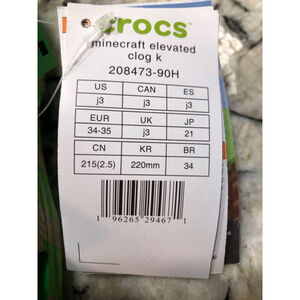 crocs
minecraft elevated
clog k
208473-90H
US CAN ES
j3 j3 j3
EUR UK JP
34-35 j3 21
CN KR BR
215(2.5) 220mm 34
1 96265 29467 1